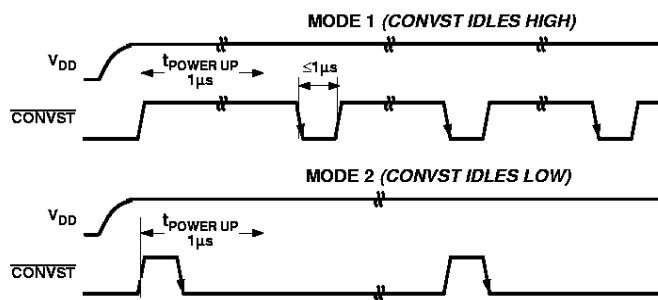 MODE 1 (CONVST IDLES HIGH)
VDD
tPOWER UP
1µs
≤1µs
CONVST
MODE 2 (CONVST IDLES LOW)
VDD
tPOWER UP
1µs
CONVST